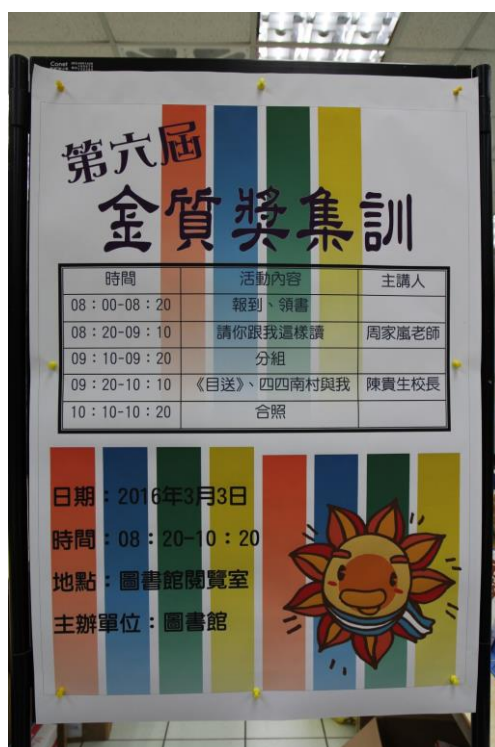 第六屆
金質獎集訓
時間 活動內容 主講人
08：00-08：20 報到、領書
08：20-09：10 請你跟我這樣讀 周家嵐老師
09：10-09：20 分組
09：20-10：10 《目送》、四四南村與我 陳貴生校長
10：10-10：20 合照
日期：2016年3月3日
時間：08：20-10：20
地點：圖書館閱覽室
主辦單位：圖書館